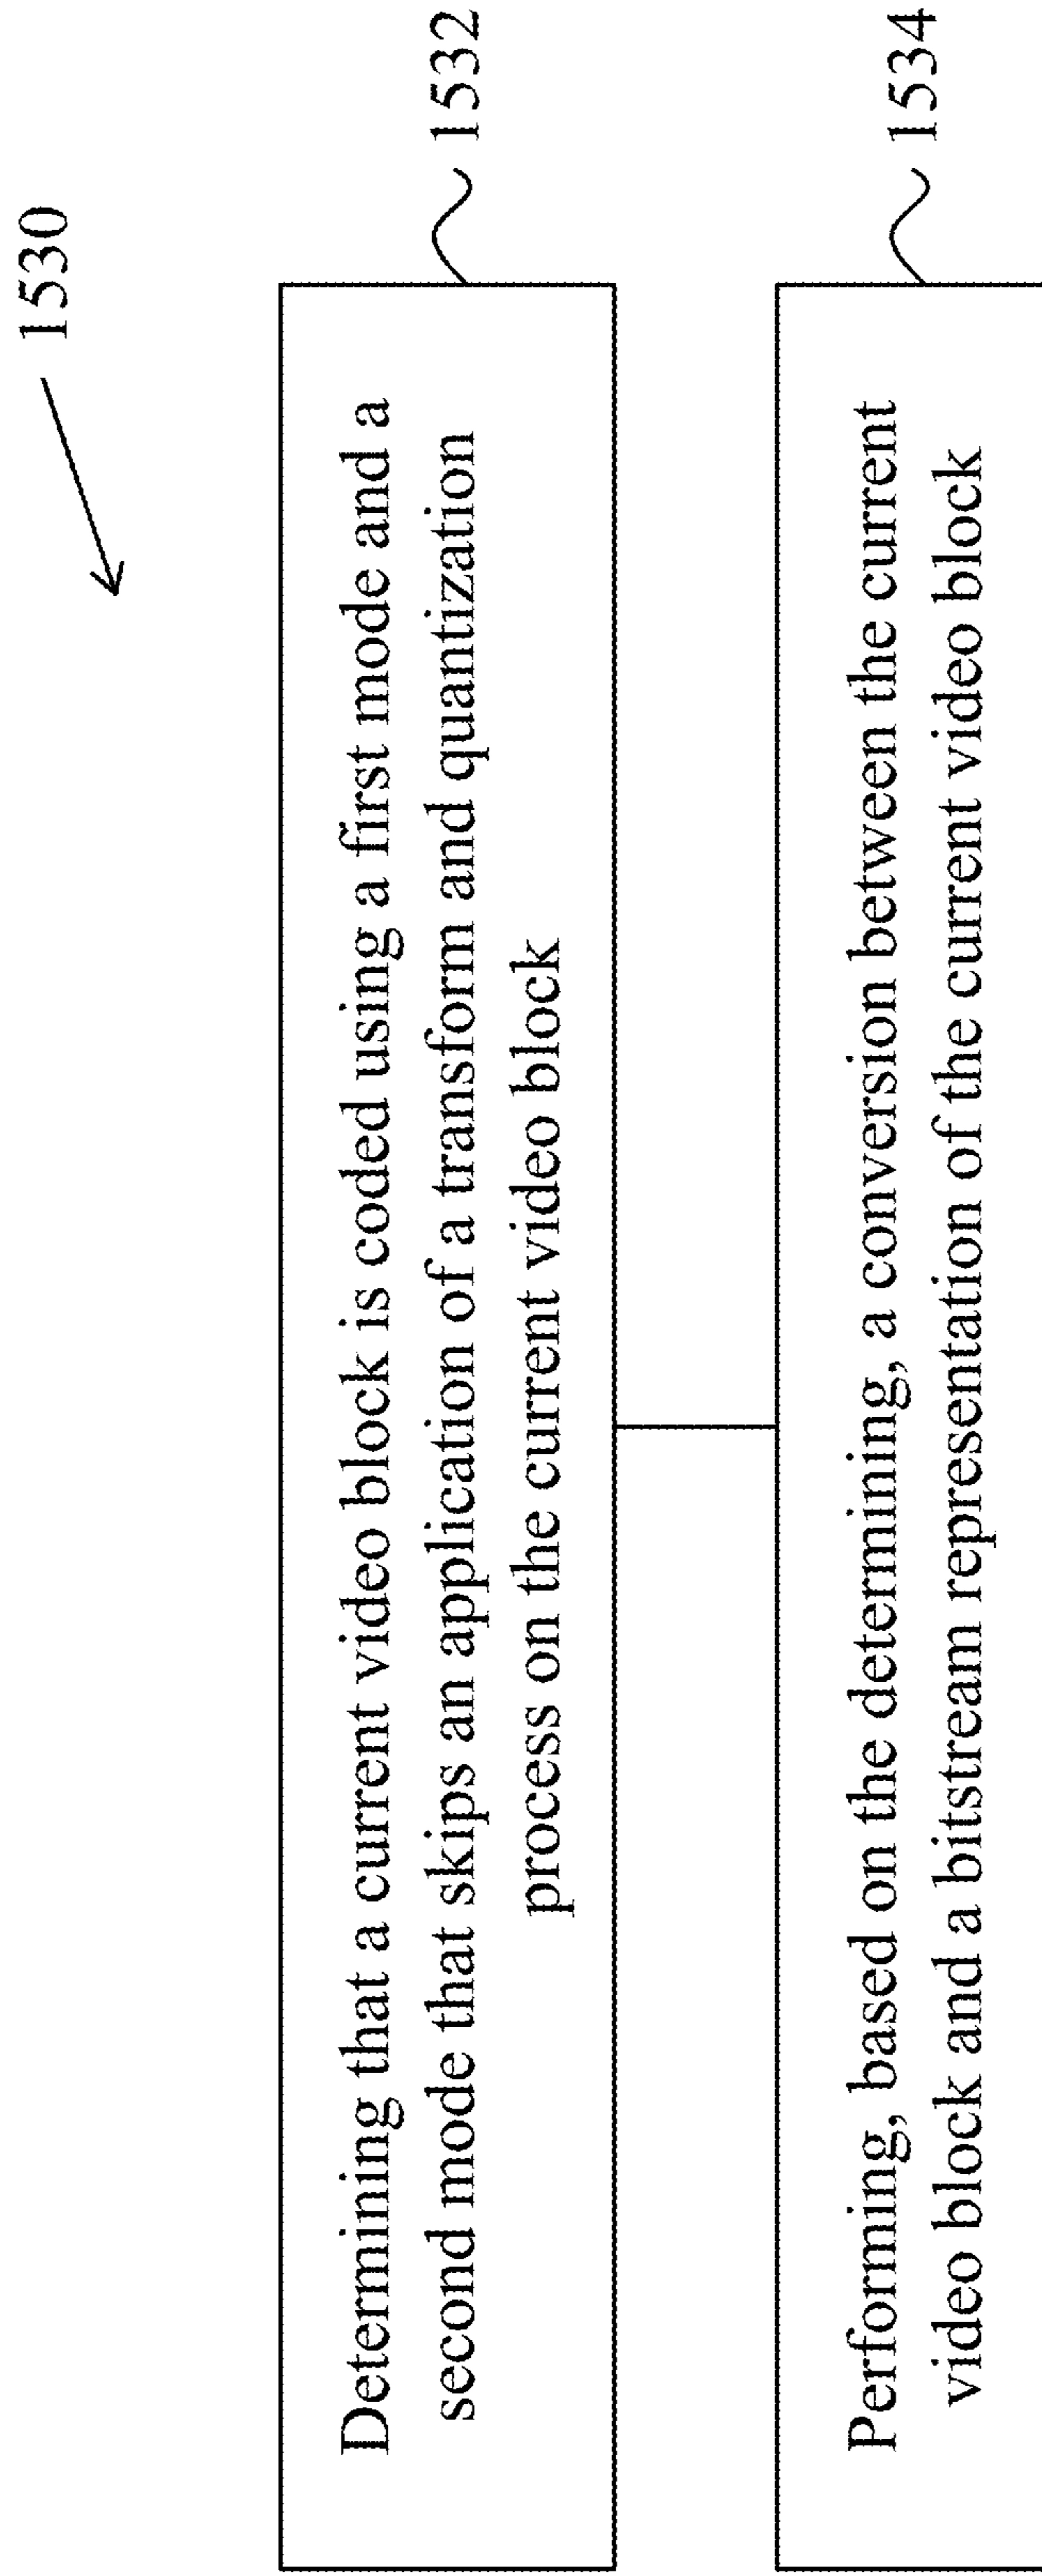 1530
Determining that a current video block is coded using a first mode and a
second mode that skips an application of a transform and quantization
process on the current video block
1532
Performing, based on the determining, a conversion between the current
video block and a bitstream representation of the current video block
1534